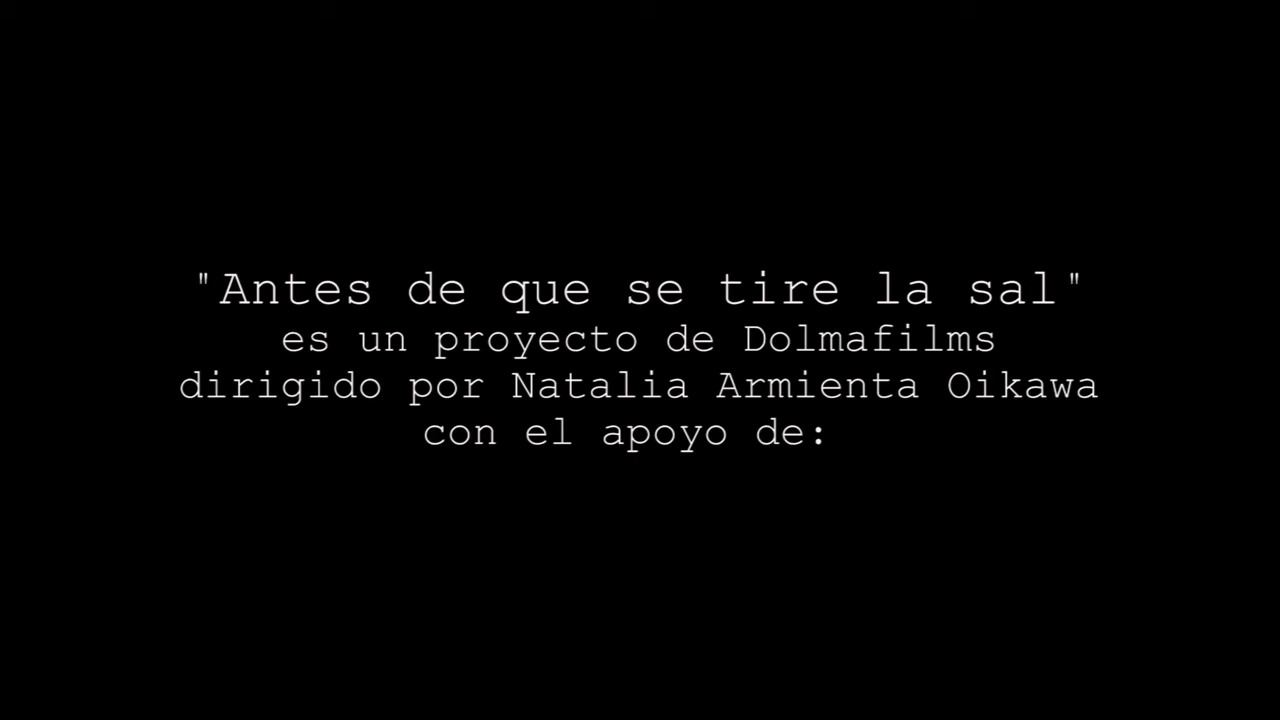 "Antes de que se tire la sal"
es un proyecto de Dolmafilms
dirigido por Natalia Armienta Oikawa
con el apoyo de: